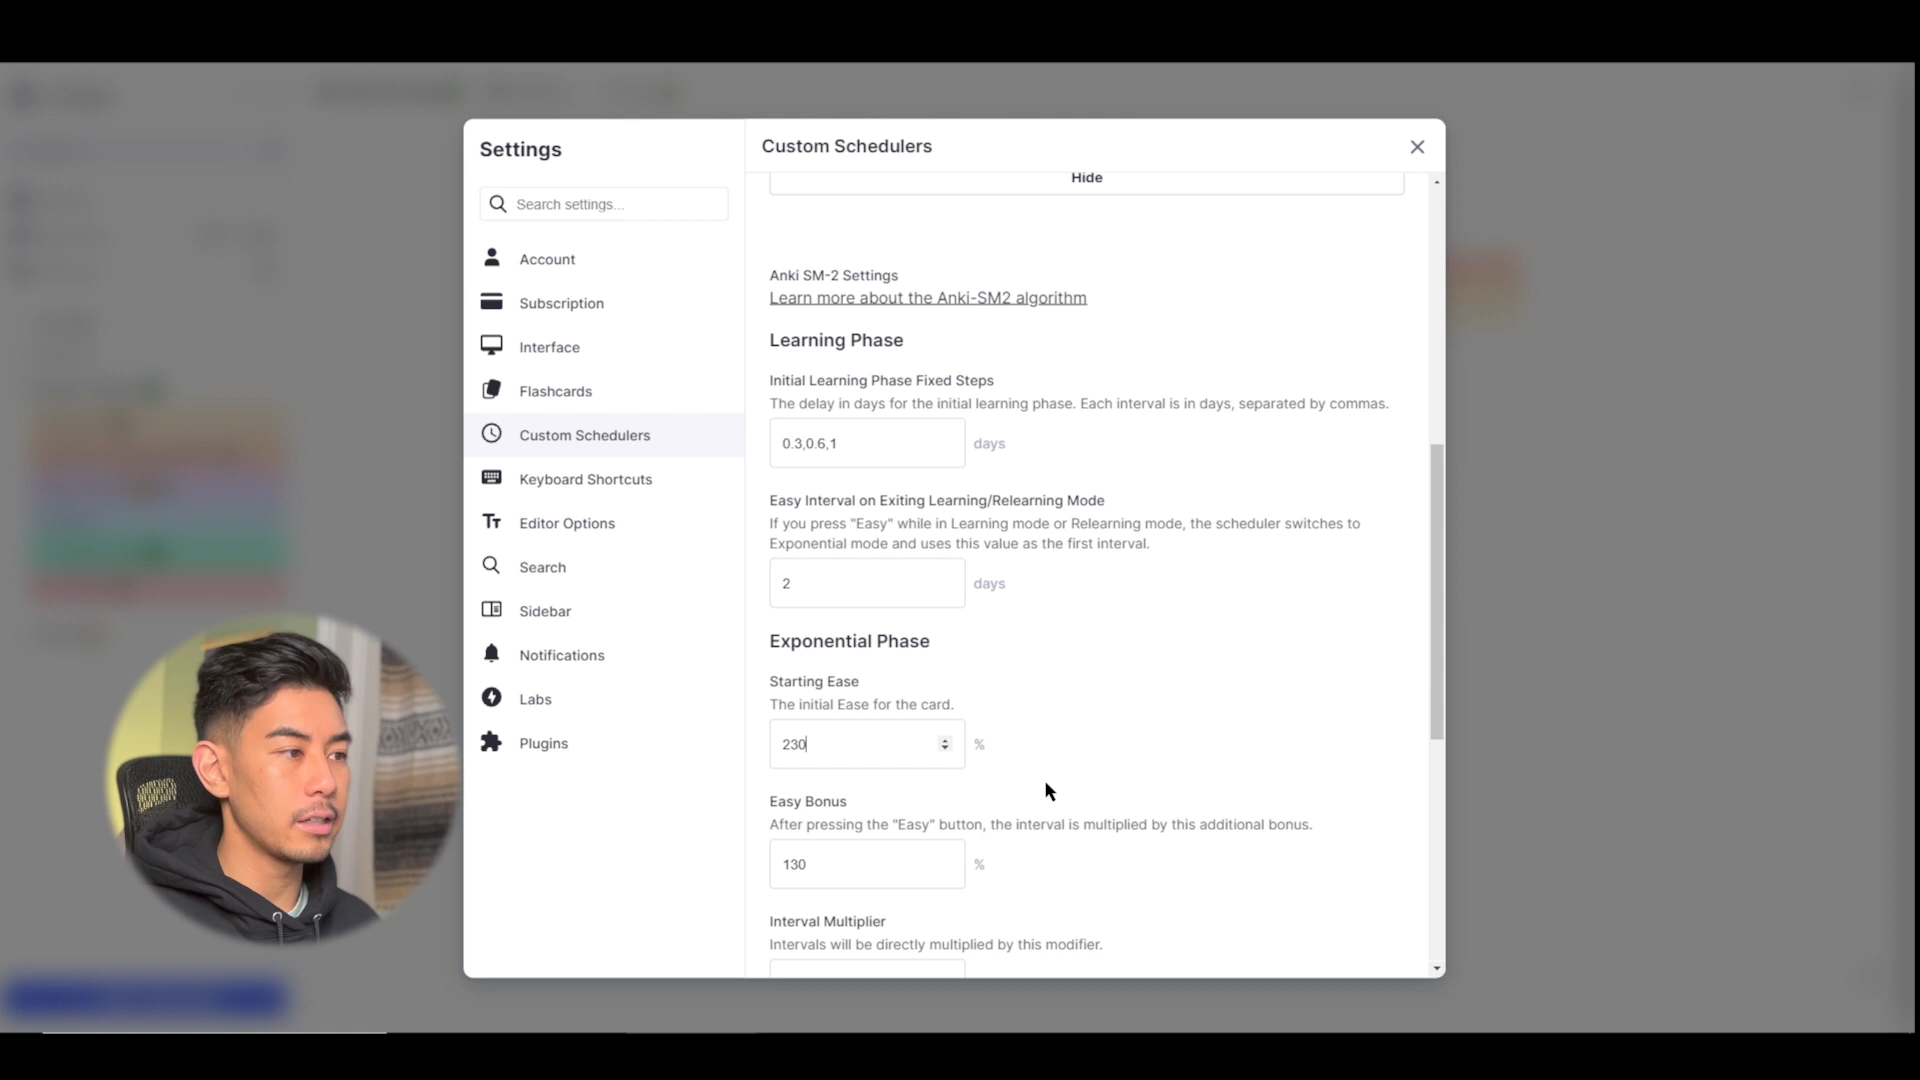 Settings
Search settings...
Account
Subscription
Interface
Flashcards
Custom Schedulers
Keyboard Shortcuts
Editor Options
Search
Sidebar
Notifications
Labs
Plugins
Custom Schedulers
Hide
Anki SM-2 Settings
Learn more about the Anki-SM2 algorithm
Learning Phase
Initial Learning Phase Fixed Steps
The delay in days for the initial learning phase. Each interval is in days, separated by commas.
0.3,0.6,1 days
Easy Interval on Exiting Learning/Relearning Mode
If you press "Easy" while in Learning mode or Relearning mode, the scheduler switches to
Exponential mode and uses this value as the first interval.
2 days
Exponential Phase
Starting Ease
The initial Ease for the card.
230 %
Easy Bonus
After pressing the "Easy" button, the interval is multiplied by this additional bonus.
130 %
Interval Multiplier
Intervals will be directly multiplied by this modifier.